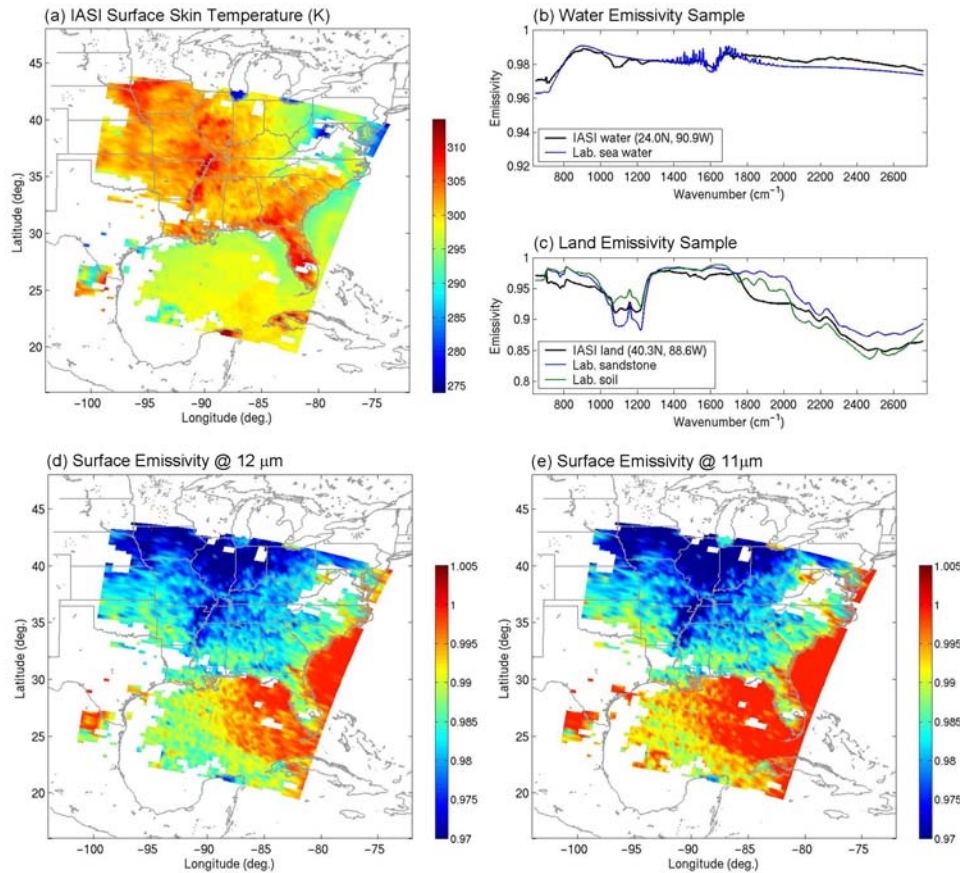 (a) IASI Surface Skin Temperature (K)
45
40
35
30
25
20
Latitude (deg.)
−100 −95 −90 −85 −80 −75
Longitude (deg.)
310
305
300
295
290
285
280
275
(b) Water Emissivity Sample
1
0.98
0.96
0.94
0.92
Emissivity
IASI water (24.0N, 90.9W)
Lab. sea water
800 1000 1200 1400 1600 1800 2000 2200 2400 2600
Wavenumber (cm−1)
(c) Land Emissivity Sample
1
0.95
0.9
0.85
0.8
Emissivity
IASI land (40.3N, 88.6W)
Lab. sandstone
Lab. soil
800 1000 1200 1400 1600 1800 2000 2200 2400 2600
Wavenumber (cm−1)
(d) Surface Emissivity @ 12 μm
45
40
35
30
25
20
Latitude (deg.)
−100 −95 −90 −85 −80 −75
Longitude (deg.)
1.005
1
0.995
0.99
0.985
0.98
0.975
0.97
(e) Surface Emissivity @ 11μm
45
40
35
30
25
20
Latitude (deg.)
−100 −95 −90 −85 −80 −75
Longitude (deg.)
1.005
1
0.995
0.99
0.985
0.98
0.975
0.97